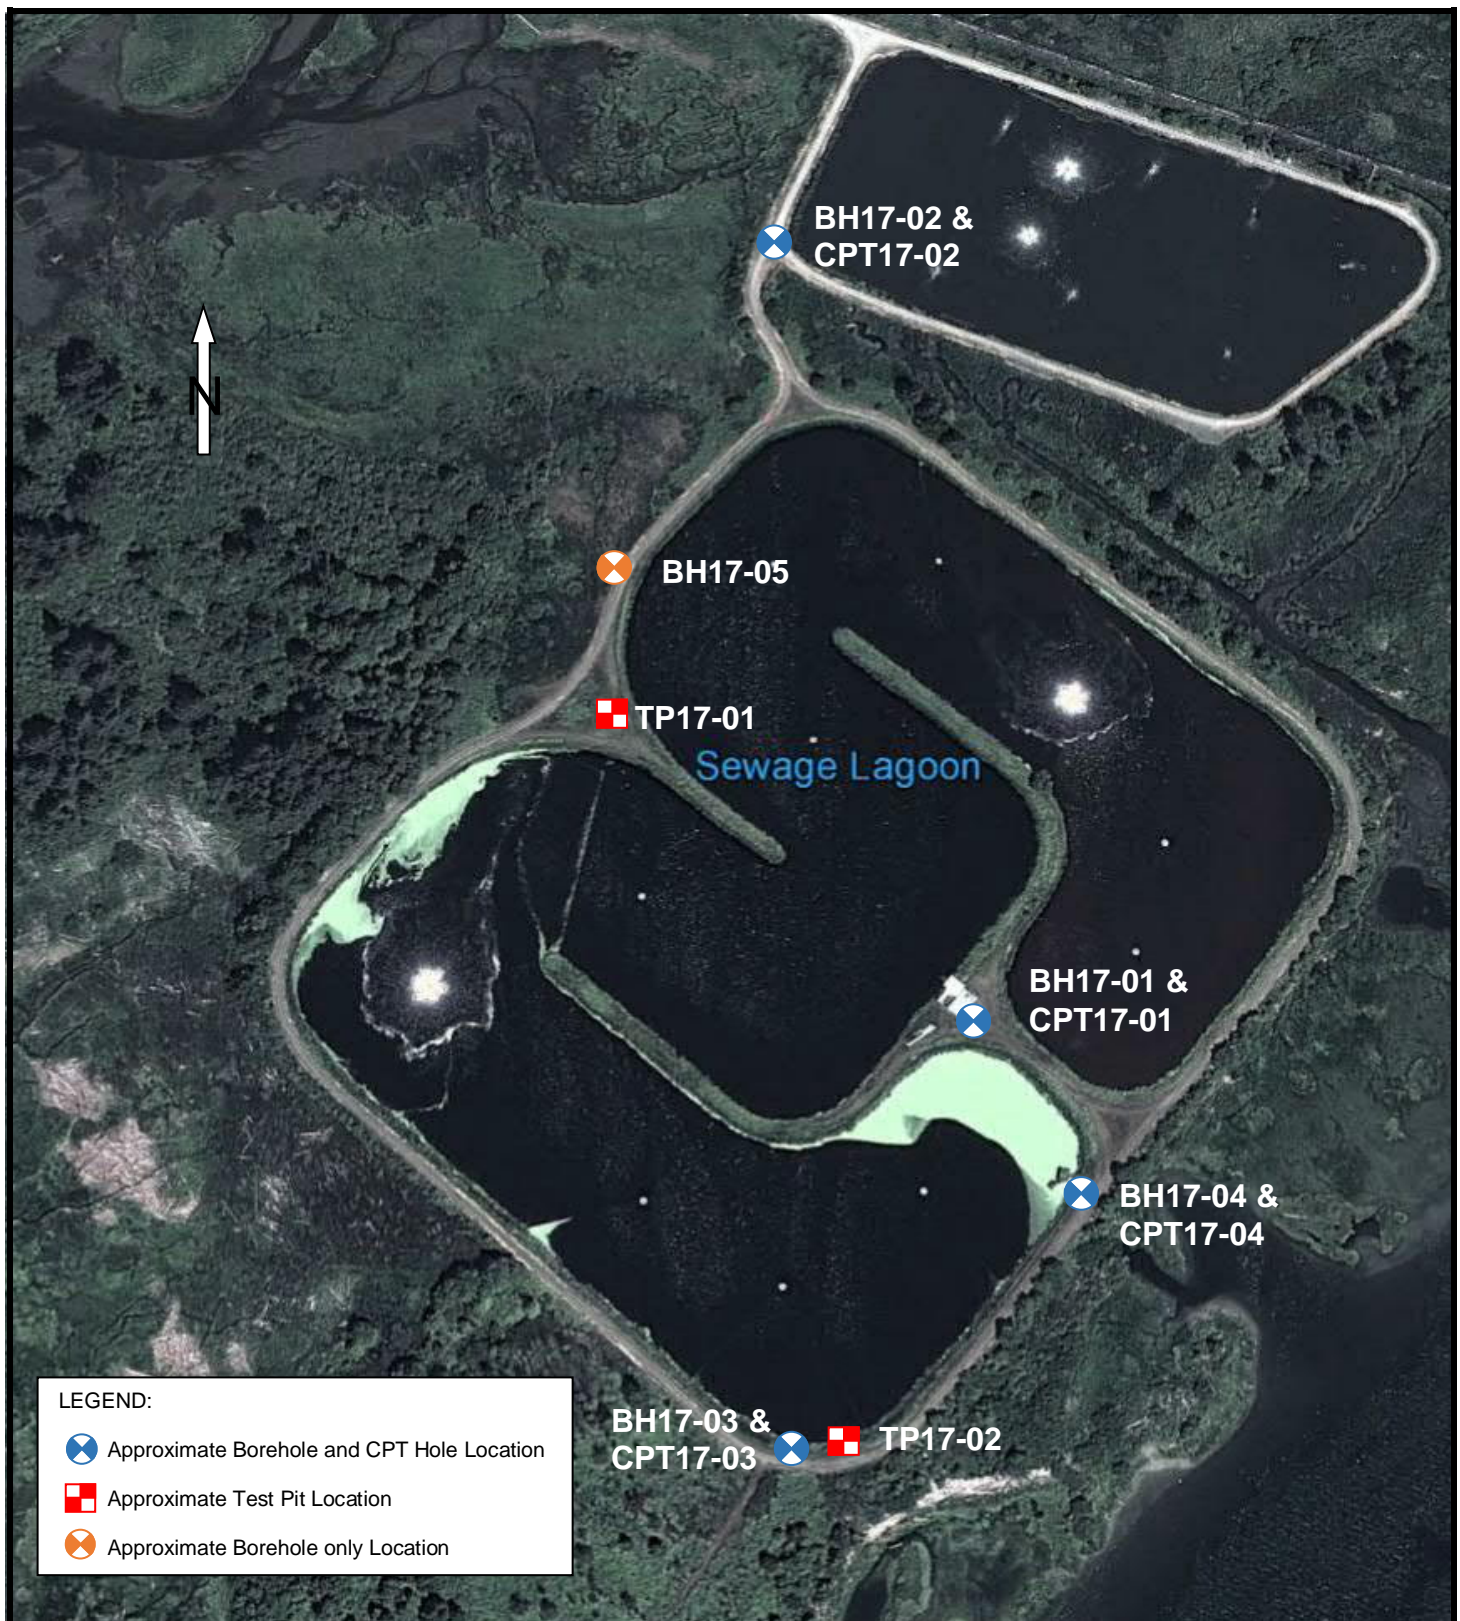 BH17-02 &
CPT17-02
N
BH17-05
TP17-01
Sewage Lagoon
BH17-01 &
CPT17-01
BH17-04 &
CPT17-04
BH17-03 &
CPT17-03
TP17-02
LEGEND:
Approximate Borehole and CPT Hole Location
Approximate Test Pit Location
Approximate Borehole only Location